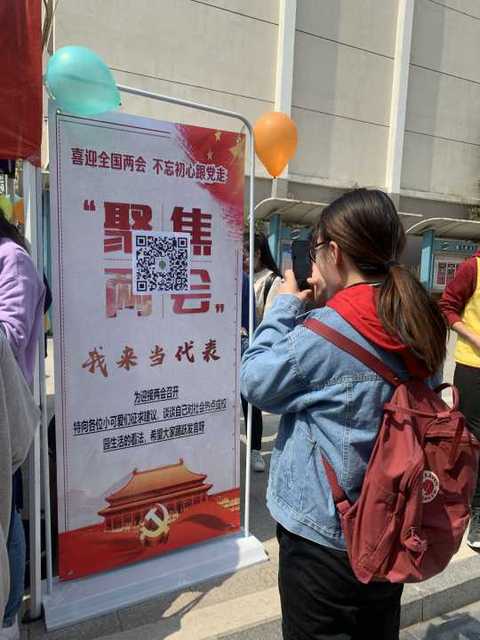 喜迎全国两会 不忘初心跟党走
“聚集
两会”
我来当代表
为迎接两会召开
特向各位小可爱们征求建议，谈谈自己对社会热点或校
园生活的看法，希望大家踊跃发言呀